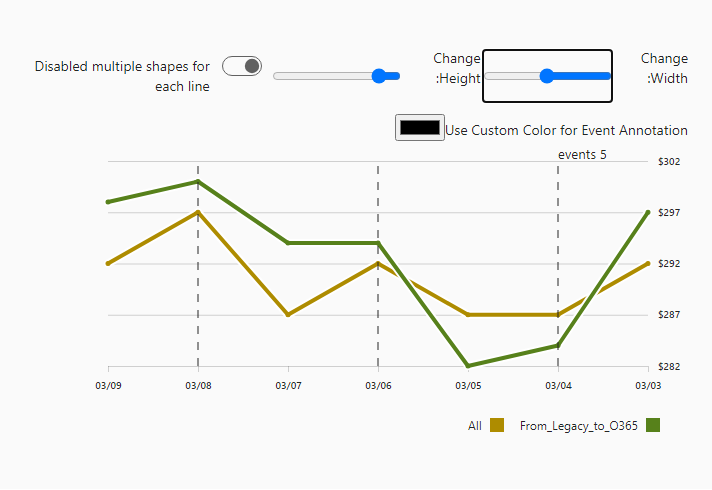 Disabled multiple shapes for
each line
Change
:Height
Change
:Width
Use Custom Color for Event Annotation
events 5
$302
$297
$292
$287
$282
03/09
03/08
03/07
03/06
03/05
03/04
03/03
All
From_Legacy_to_O365